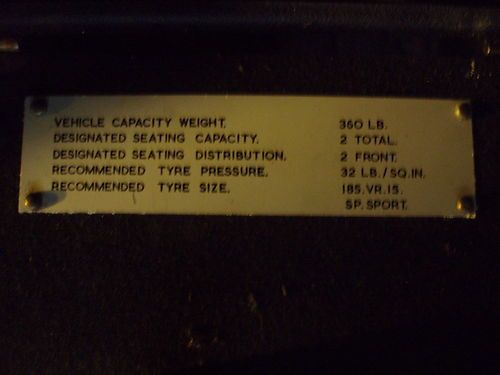 VEHICLE CAPACITY WEIGHT. 360 LB.
DESIGNATED SEATING CAPACITY. 2 TOTAL.
DESIGNATED SEATING DISTRIBUTION. 2 FRONT.
RECOMMENDED TYRE PRESSURE. 32 LB./SQ.IN.
RECOMMENDED TYRE SIZE. 185.VR.15.
SP.SPORT.